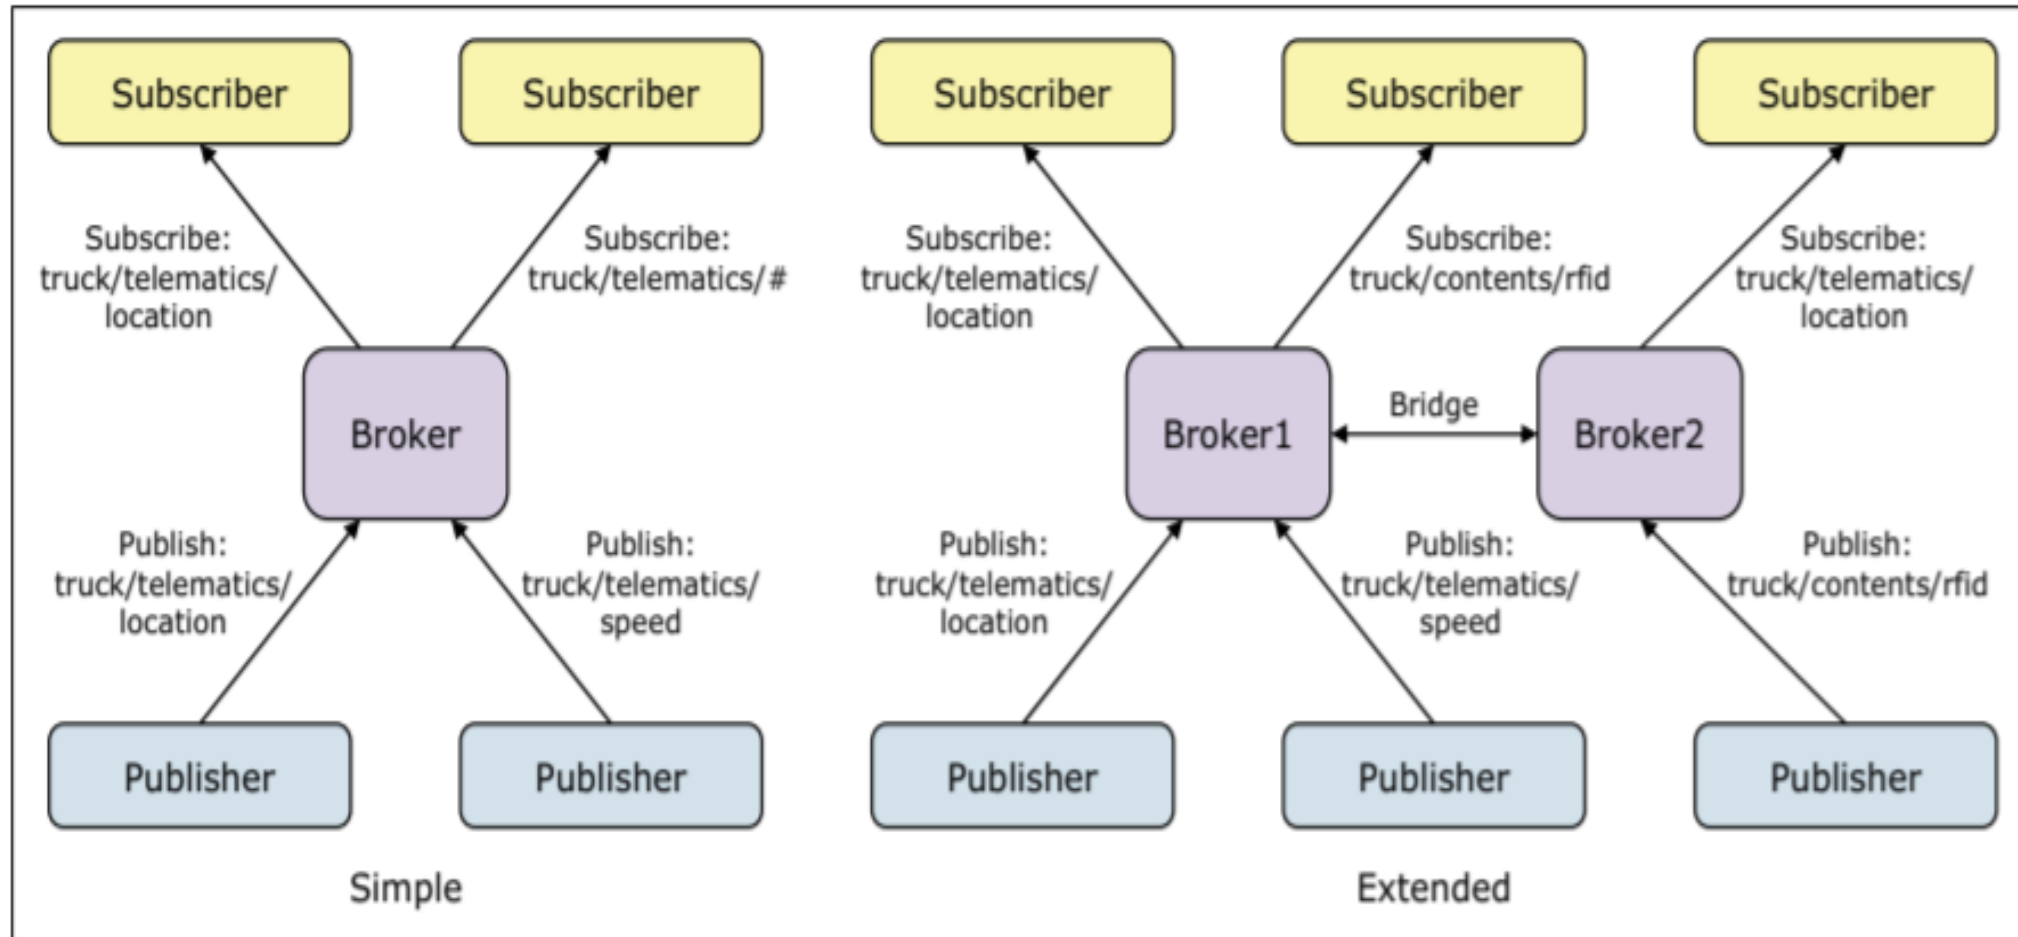 Subscriber
Subscriber
Subscriber
Subscriber
Subscriber
Subscribe:
truck/telematics/
location
Subscribe:
truck/telematics/#
Subscribe:
truck/telematics/
location
Subscribe:
truck/contents/rfid
Subscribe:
truck/telematics/
location
Broker
Broker1
Bridge
Broker2
Publish:
truck/telematics/
location
Publish:
truck/telematics/
speed
Publish:
truck/telematics/
location
Publish:
truck/telematics/
speed
Publish:
truck/contents/rfid
Publisher
Publisher
Publisher
Publisher
Publisher
Simple
Extended